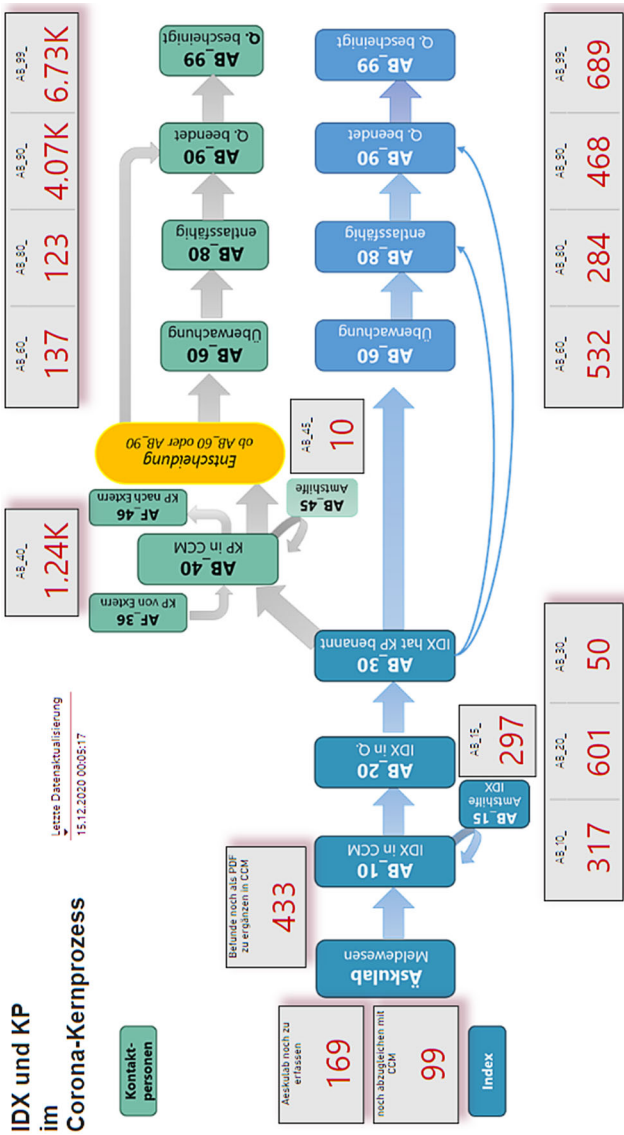 IDX und KP
im
Corona-Kernprozess
Letzte Datenaktualisierung
15.12.2020 00:05:17
AB_40_
1.24K
AB_60_
137
AB_80_
123
AB_90_
4.07K
AB_99_
6.73K
Kontakt-
personen
AF_36
KP von Extern
AF_46
KP nach Extern
AB_40
KP in CCM
AB_45
Amtshilfe
AB_45_
10
Entscheidung
ob AB_60 oder AB_90
AB_60
Überwachung
AB_80
entlassfähig
AB_90
Q. beendet
AB_99
Q. bescheinigt
Befunde noch als PDF
zu ergänzen in CCM
433
Aeskulab noch zu
erfassen
169
noch abzugleichen mit
CCM
99
Index
Äskulab
Meldewesen
AB_10
IDX in CCM
AB_15
Amtshilfe
IDX
AB_15_
297
AB_20
IDX in Q.
AB_30
IDX hat KP benannt
AB_60
Überwachung
AB_80
entlassfähig
AB_90
Q. beendet
AB_99
Q. bescheinigt
AB_10_
317
AB_20_
601
AB_30_
50
AB_60_
532
AB_80_
284
AB_90_
468
AB_99_
689